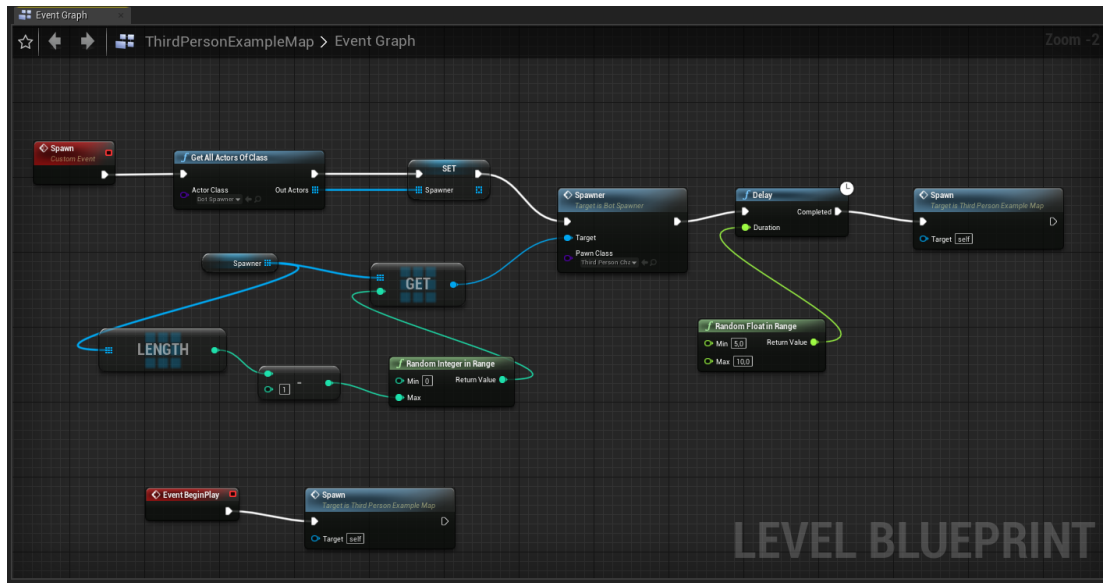 Event Graph
ThirdPersonExampleMap > Event Graph
Zoom -2
Spawn
Custom Event
Get All Actors Of Class
Actor Class
Bot Spawner
Out Actors
SET
Spawner
Spawner
Target is Bot Spawner
Target
Pawn Class
Third Person Cha
Delay
Completed
Duration
Spawn
Target is Third Person Example Map
Target self
Spawner
GET
LENGTH
1
-
Random Integer in Range
Min 0
Return Value
Max
Random Float in Range
Min 5,0
Return Value
Max 10,0
Event BeginPlay
Spawn
Target is Third Person Example Map
Target self
LEVEL BLUEPRINT